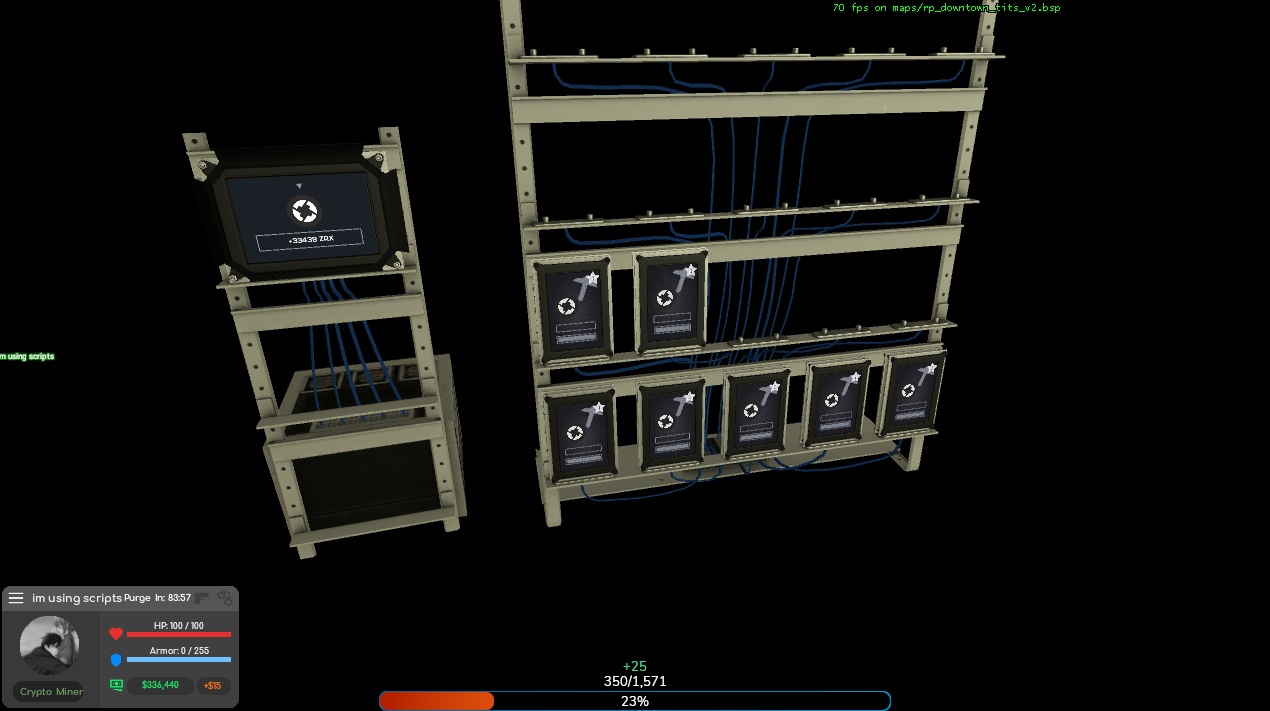 70 fps on maps/rp_downtown_tits_v2.bsp
+33438 ZRX
m using scripts
im using scripts Purge In: 83:57
HP: 100 / 100
Armor: 0 / 255
$336,440 +$15
Crypto Miner
+25
350/1,571
23%